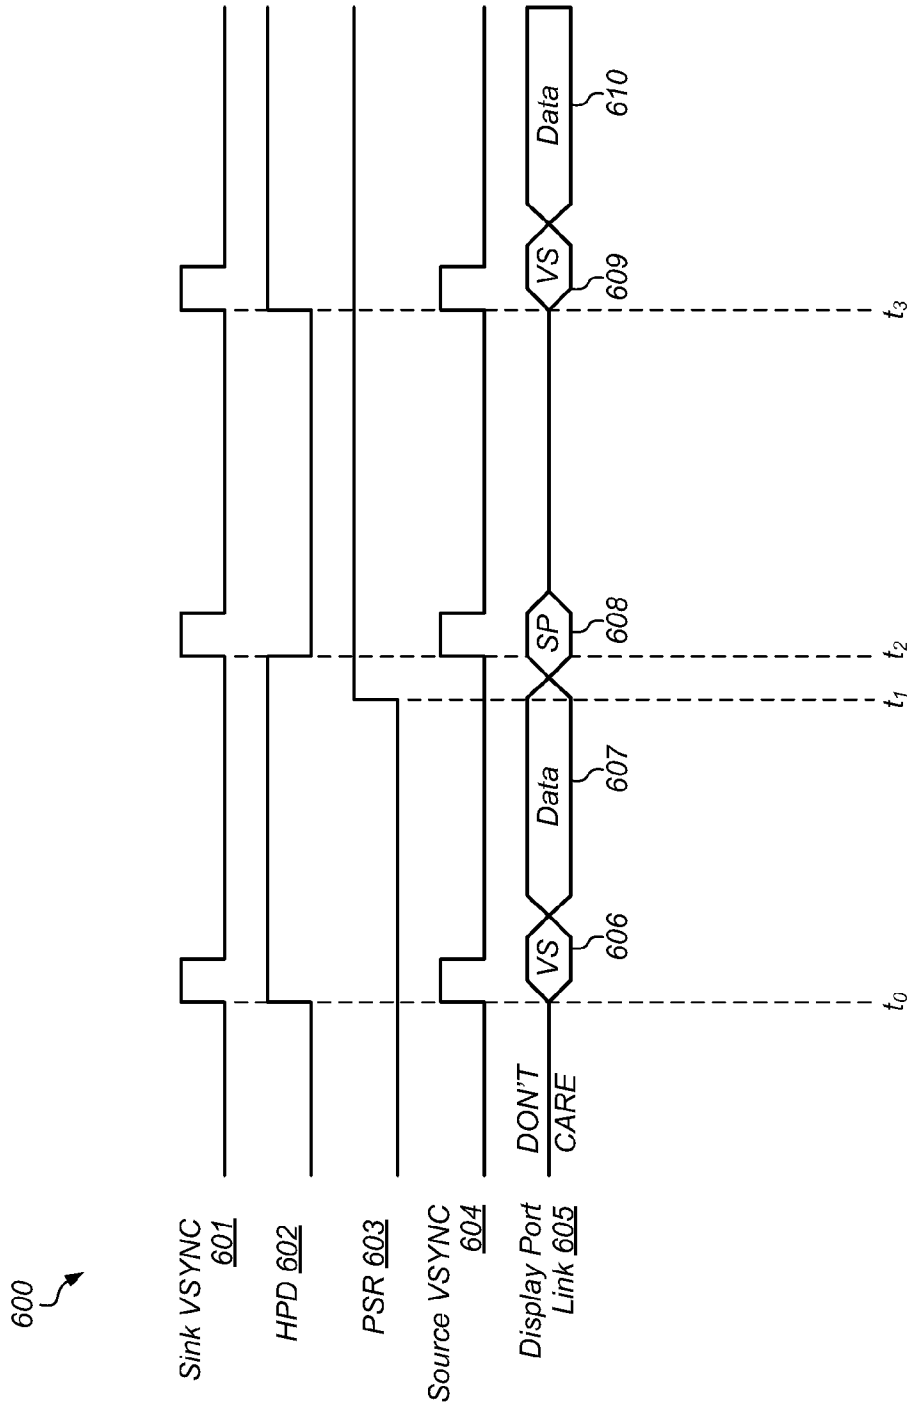 600
Sink VSYNC
601
HPD 602
PSR 603
Source VSYNC
604
Display Port
Link 605
DON'T
CARE
VS
Data
SP
VS
Data
606
607
608
609
610
t0
t1
t2
t3